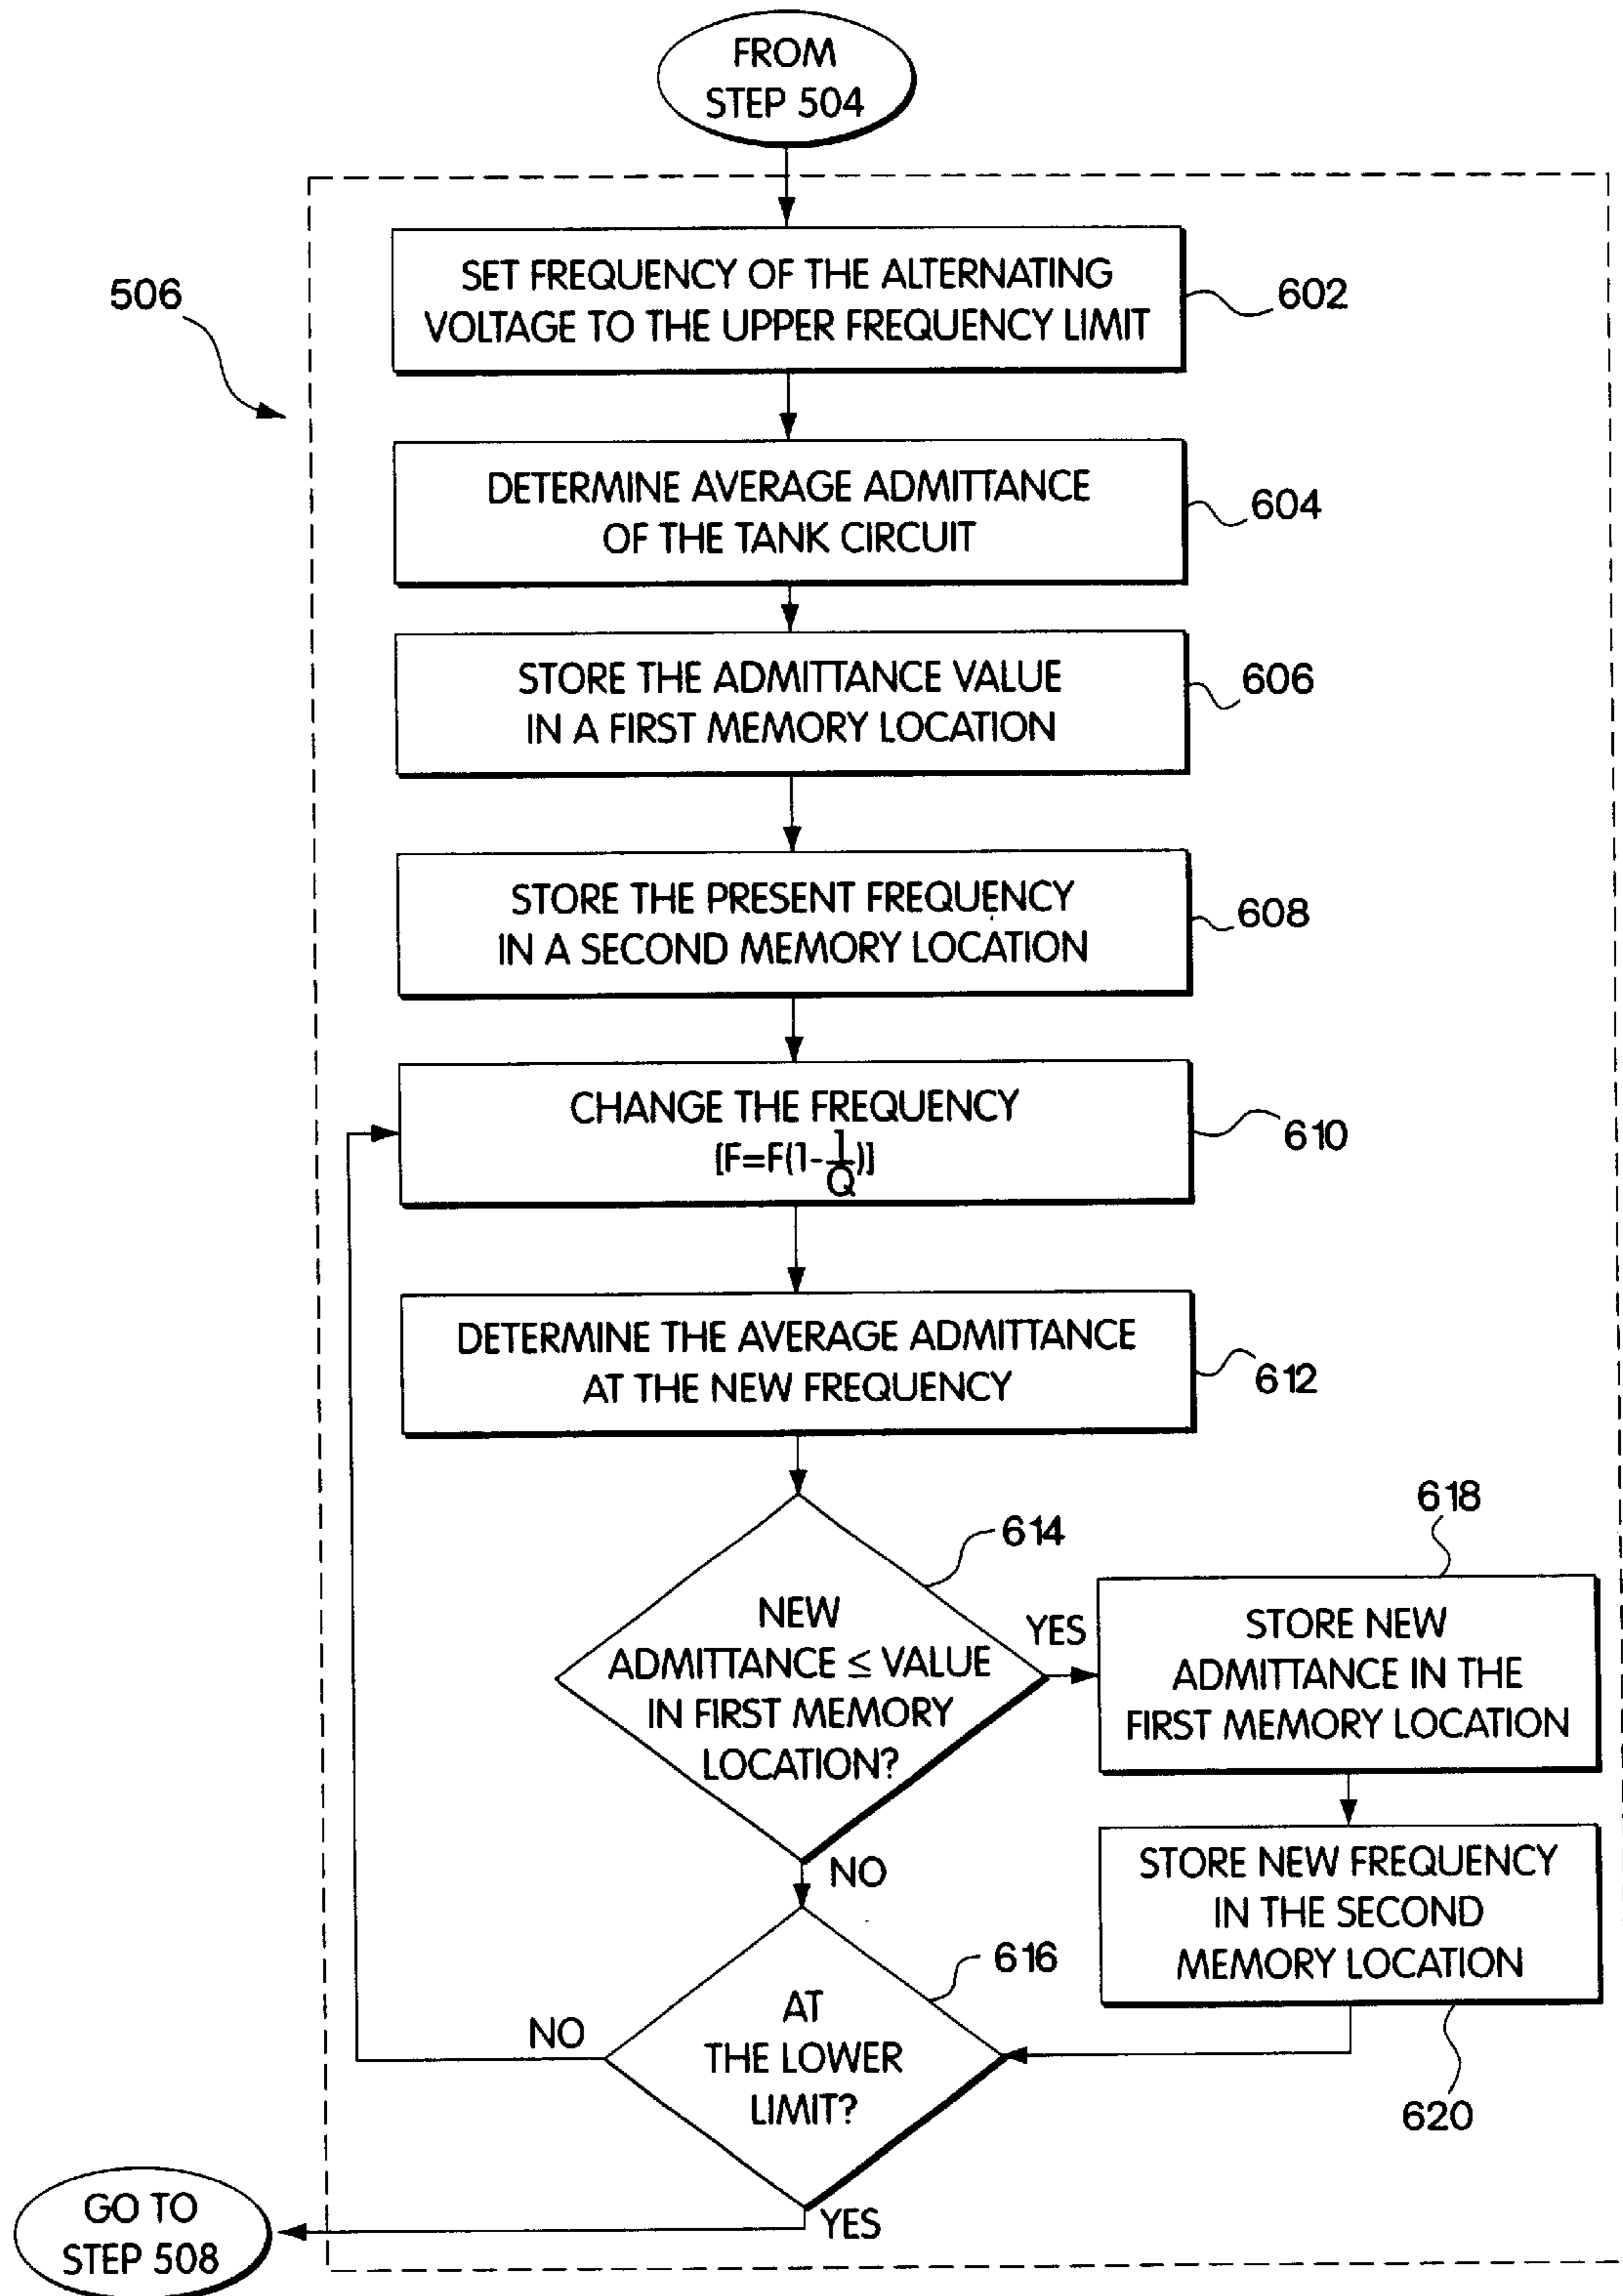 FROM
STEP 504
506
SET FREQUENCY OF THE ALTERNATING
VOLTAGE TO THE UPPER FREQUENCY LIMIT
602
DETERMINE AVERAGE ADMITTANCE
OF THE TANK CIRCUIT
604
STORE THE ADMITTANCE VALUE
IN A FIRST MEMORY LOCATION
606
STORE THE PRESENT FREQUENCY
IN A SECOND MEMORY LOCATION
608
CHANGE THE FREQUENCY
[F=F(1-1/Q)]
610
DETERMINE THE AVERAGE ADMITTANCE
AT THE NEW FREQUENCY
612
614
NEW
ADMITTANCE ≤ VALUE
IN FIRST MEMORY
LOCATION?
YES
NO
618
STORE NEW
ADMITTANCE IN THE
FIRST MEMORY LOCATION
STORE NEW FREQUENCY
IN THE SECOND
MEMORY LOCATION
620
616
AT
THE LOWER
LIMIT?
NO
YES
GO TO
STEP 508